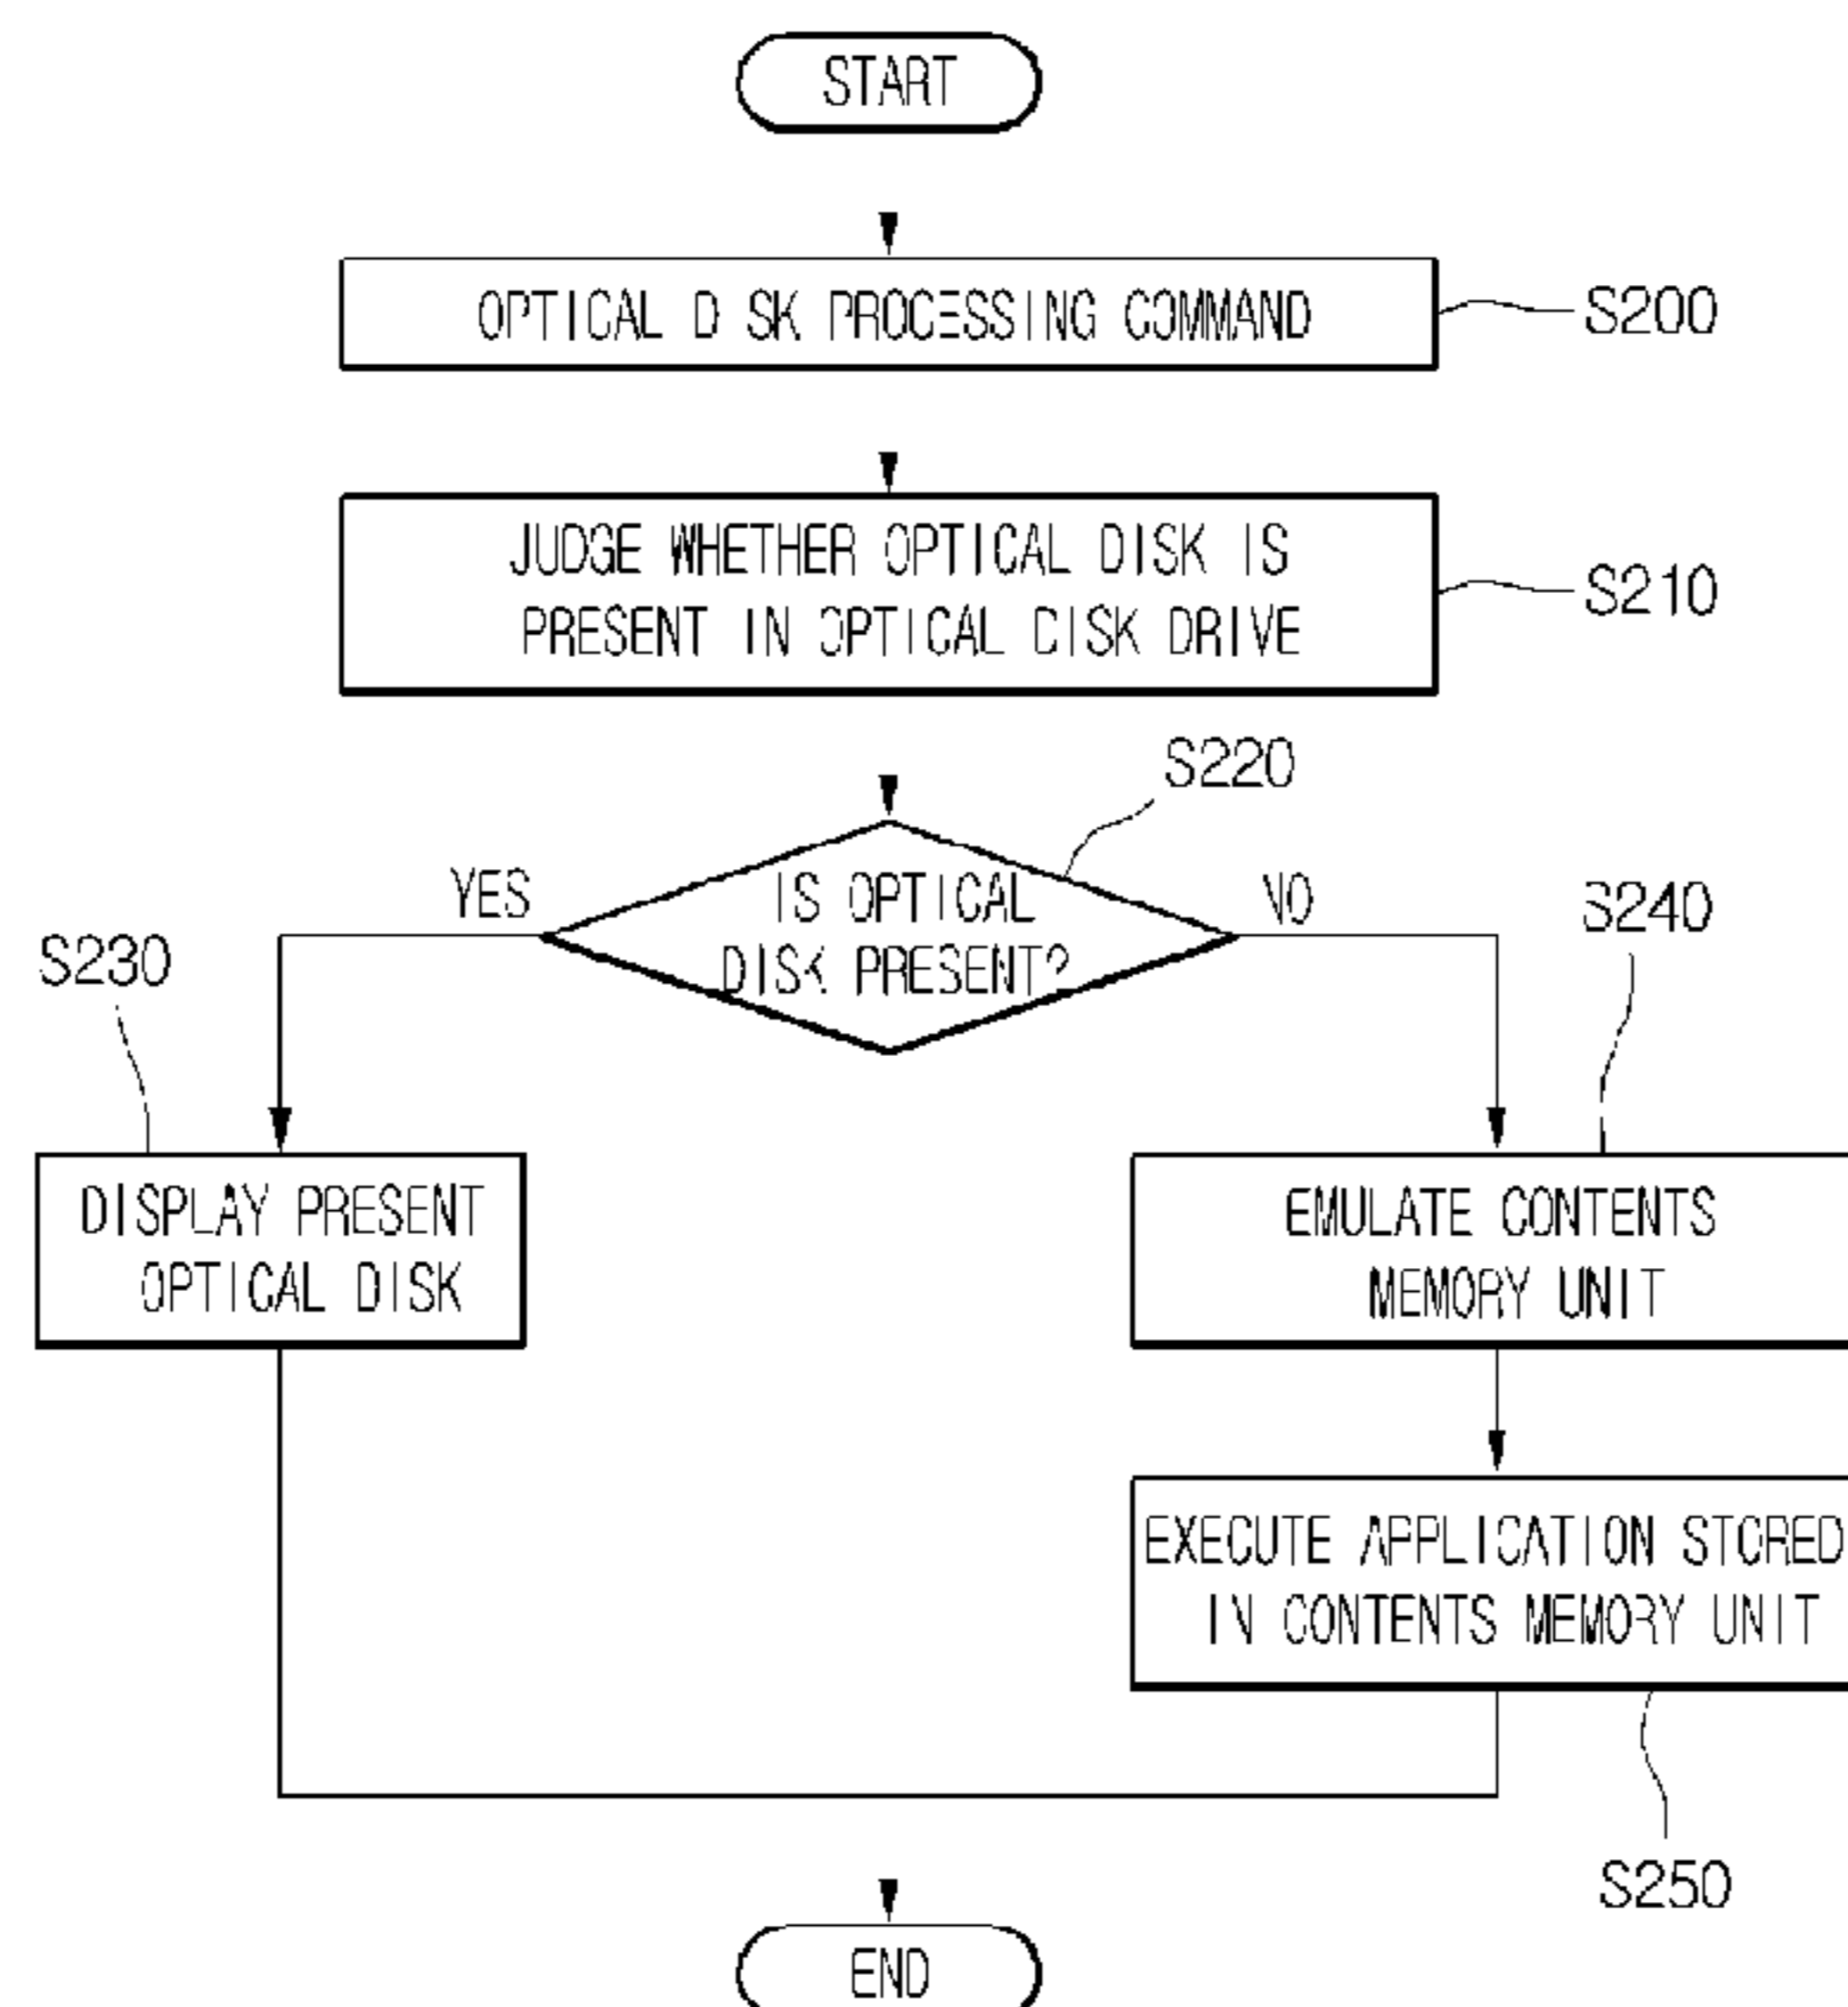 START
OPTICAL DISK PROCESSING COMMAND
S200
JUDGE WHETHER OPTICAL DISK IS
PRESENT IN OPTICAL DISK DRIVE
S210
S220
IS OPTICAL
DISK PRESENT?
YES
NO
S230
S240
DISPLAY PRESENT
OPTICAL DISK
EMULATE CONTENTS
MEMORY UNIT
EXECUTE APPLICATION STORED
IN CONTENTS MEMORY UNIT
S250
END